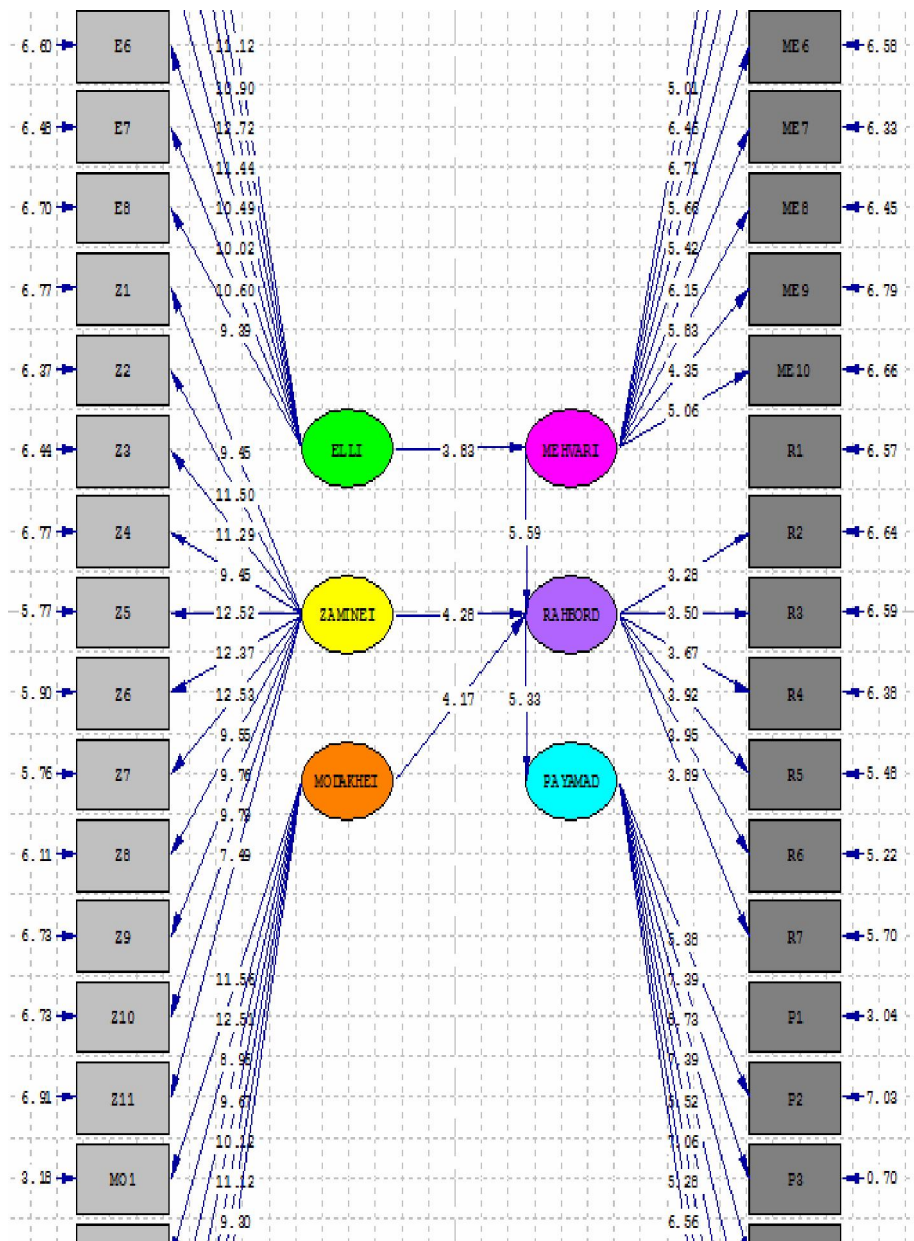 6.60 E6 11.12 ME6 6.58
10.90 5.01
6.48 E7 12.72 6.45 ME7 6.33
11.44 6.71
6.70 E8 10.49 5.66 ME8 6.45
10.02 5.42
6.77 Z1 10.60 6.15 ME9 6.79
9.39 5.83
6.37 Z2 4.35 ME10 6.66
5.06
6.44 Z3 9.45 ELLI 3.83 MEHVARI R1 6.57
11.50
6.77 Z4 11.29 5.59 R2 6.64
9.45 3.28
5.77 Z5 12.52 ZAMINEI 4.28 RAHBORD 3.50 R3 6.59
12.37 3.67
5.90 Z6 12.53 4.17 5.83 3.92 R4 6.38
9.55 3.95
5.76 Z7 9.76 MODAKHEI PAYAMAD 3.89 R5 5.48
9.73
6.11 Z8 7.49 R6 5.22
6.73 Z9 5.38 R7 5.70
11.56 7.39
6.73 Z10 12.51 P1 3.04
8.95 7.39
6.91 Z11 9.67 5.52 P2 7.03
10.12 7.06
3.18 MO1 11.12 5.28 P3 0.70
9.30 6.56